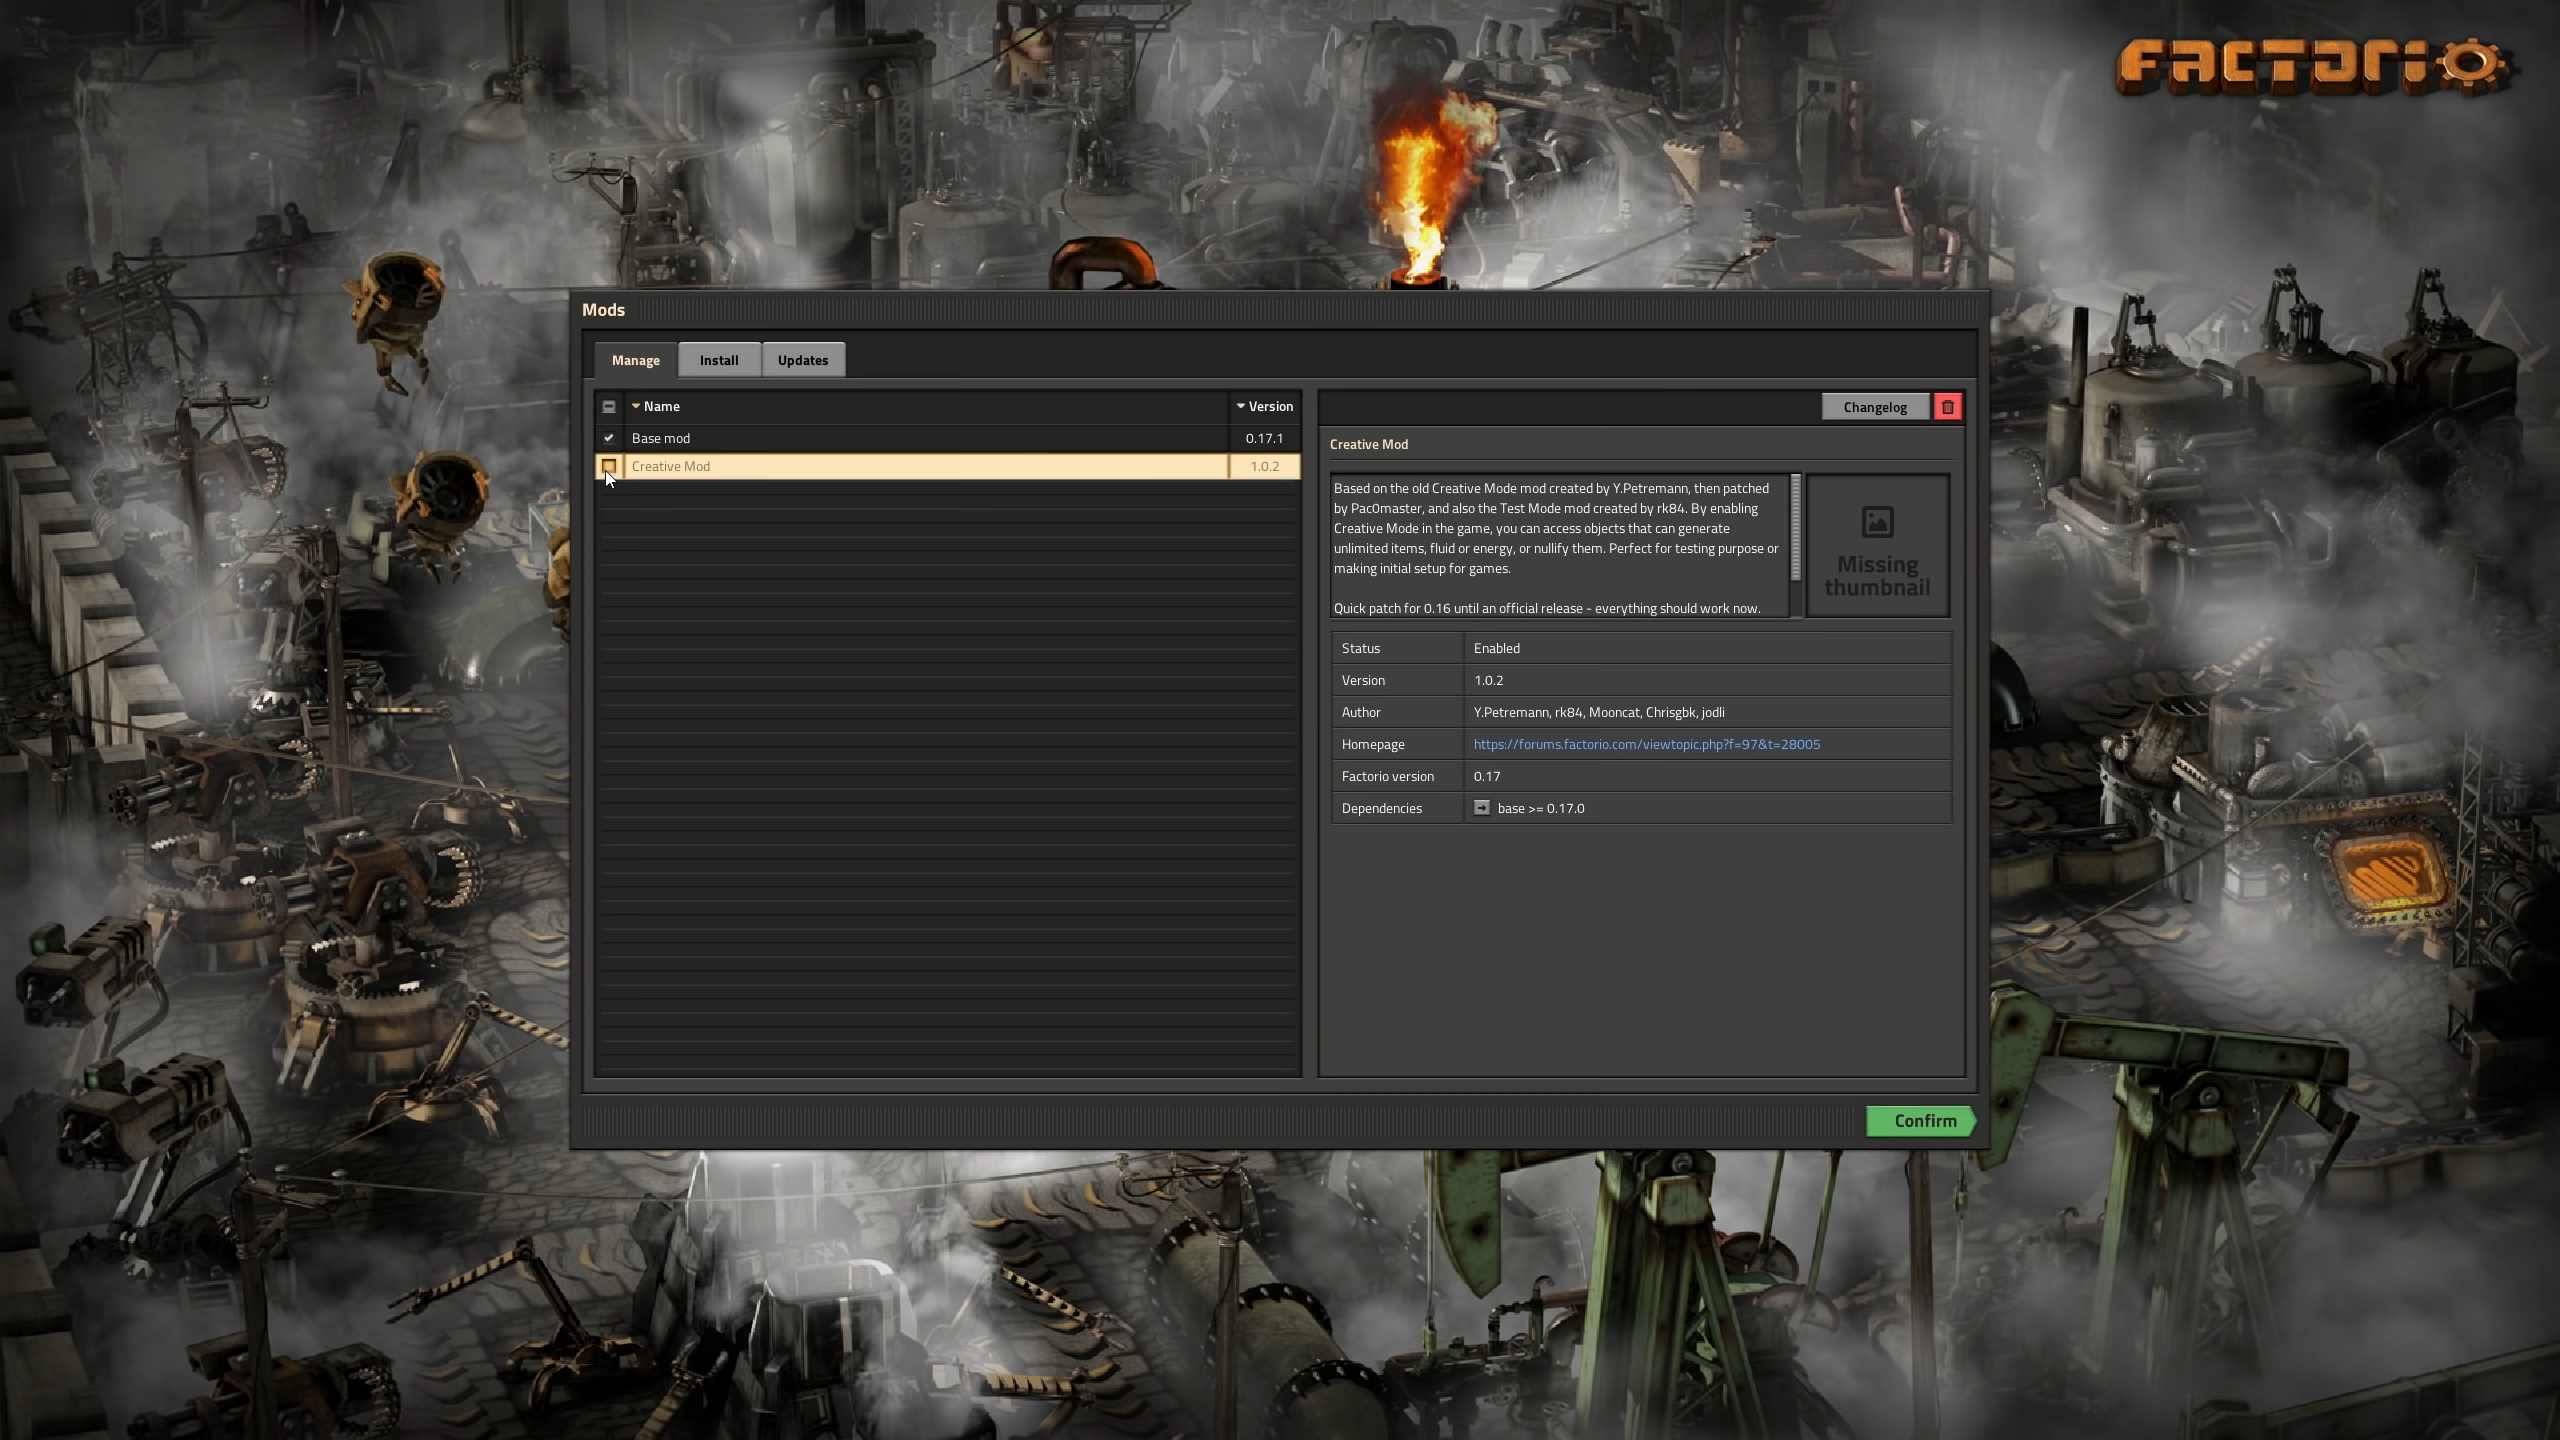 FACTORIO
Mods
Manage
Install
Updates
Name
Version
Base mod
0.17.1
Creative Mod
1.0.2
Changelog
Creative Mod
Based on the old Creative Mode mod created by Y.Petremann, then patched
by Pac0master, and also the Test Mode mod created by rk84. By enabling
Creative Mode in the game, you can access objects that can generate
unlimited items, fluid or energy, or nullify them. Perfect for testing purpose or
making initial setup for games.
Quick patch for 0.16 until an official release - everything should work now.
Missing
thumbnail
Status
Enabled
Version
1.0.2
Author
Y.Petremann, rk84, Mooncat, Chrisgbk, jodli
Homepage
https://forums.factorio.com/viewtopic.php?f=97&t=28005
Factorio version
0.17
Dependencies
base >= 0.17.0
Confirm